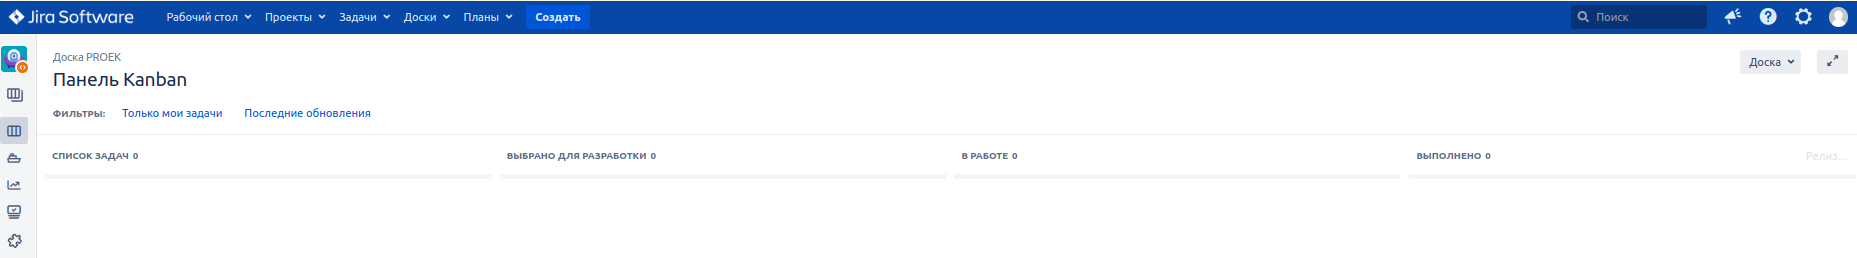 Jira Software Рабочий стол Проекты Задачи Доски Планы Создать Поиск
Доска PROEK
Панель Kanban
Доска
ФИЛЬТРЫ: Только мои задачи Последние обновления
СПИСОК ЗАДАЧ 0 ВЫБРАНО ДЛЯ РАЗРАБОТКИ 0 В РАБОТЕ 0 ВЫПОЛНЕНО 0 Релиз...